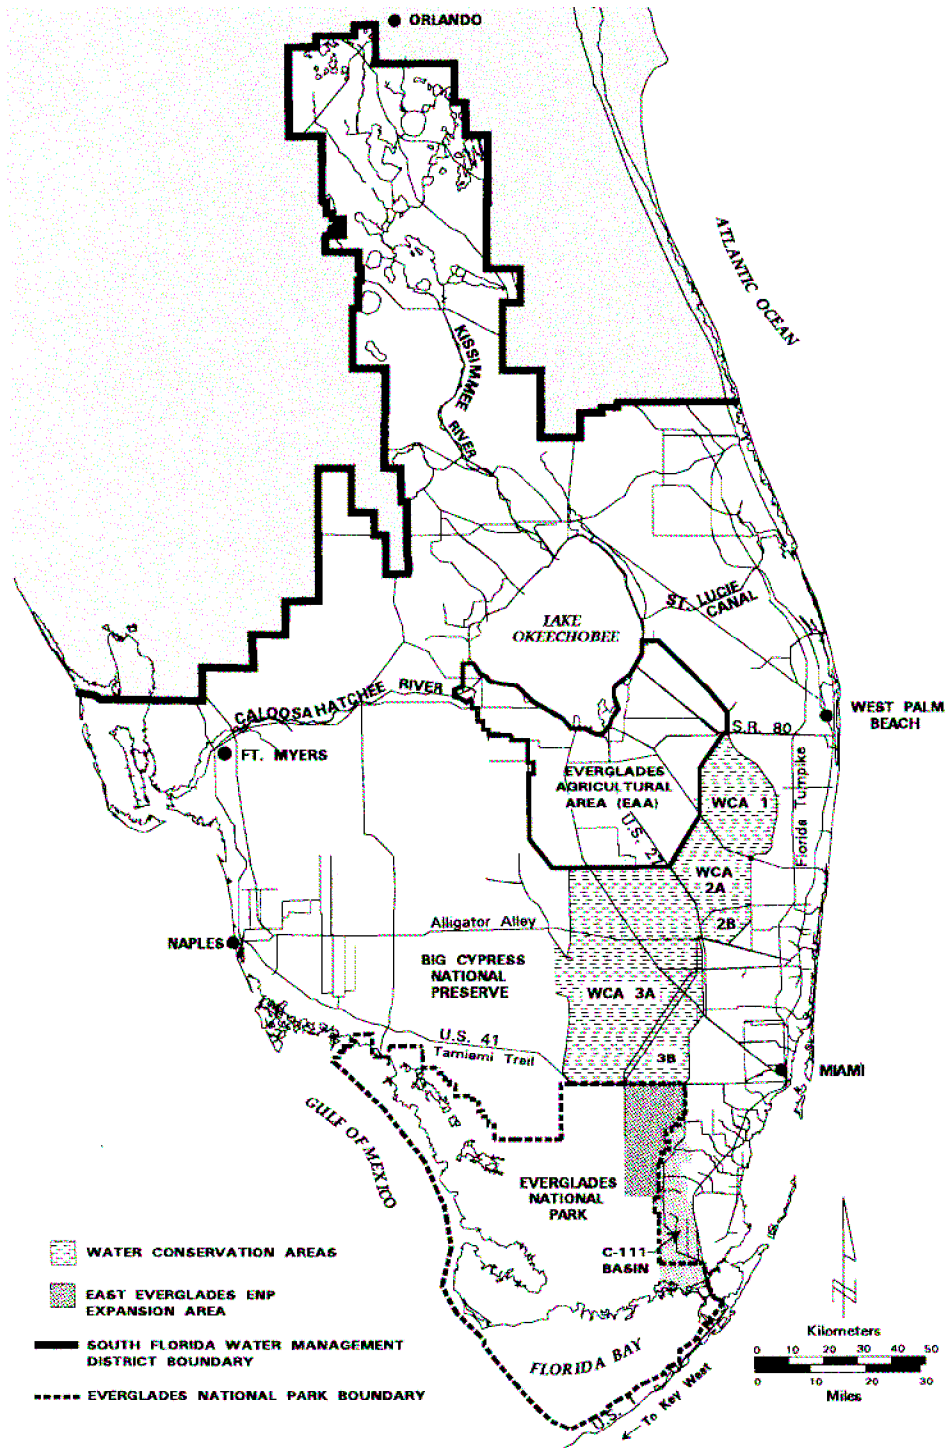 ORLANDO
ATLANTIC OCEAN
KISSIMMEE
RIVER
ST. LUCIE
CANAL
LAKE
OKEECHOBEE
CALOOSAHATCHEE RIVER
WEST PALM
BEACH
S.R. 80
FT. MYERS
EVERGLADES
AGRICULTURAL
AREA (EAA)
WCA 1
Florida Turnpike
U.S. 27
WCA
2A
2B
Alligator Alley
NAPLES
BIG CYPRESS
NATIONAL
PRESERVE
WCA 3A
U.S. 41
Tamiami Trail
3B
MIAMI
GULF OF MEXICO
EVERGLADES
NATIONAL
PARK
C-111
BASIN
WATER CONSERVATION AREAS
EAST EVERGLADES ENP
EXPANSION AREA
SOUTH FLORIDA WATER MANAGEMENT
DISTRICT BOUNDARY
EVERGLADES NATIONAL PARK BOUNDARY
FLORIDA BAY
U.S. 1
To Key West
Kilometers
0 10 20 30 40 50
0 10 20 30
Miles